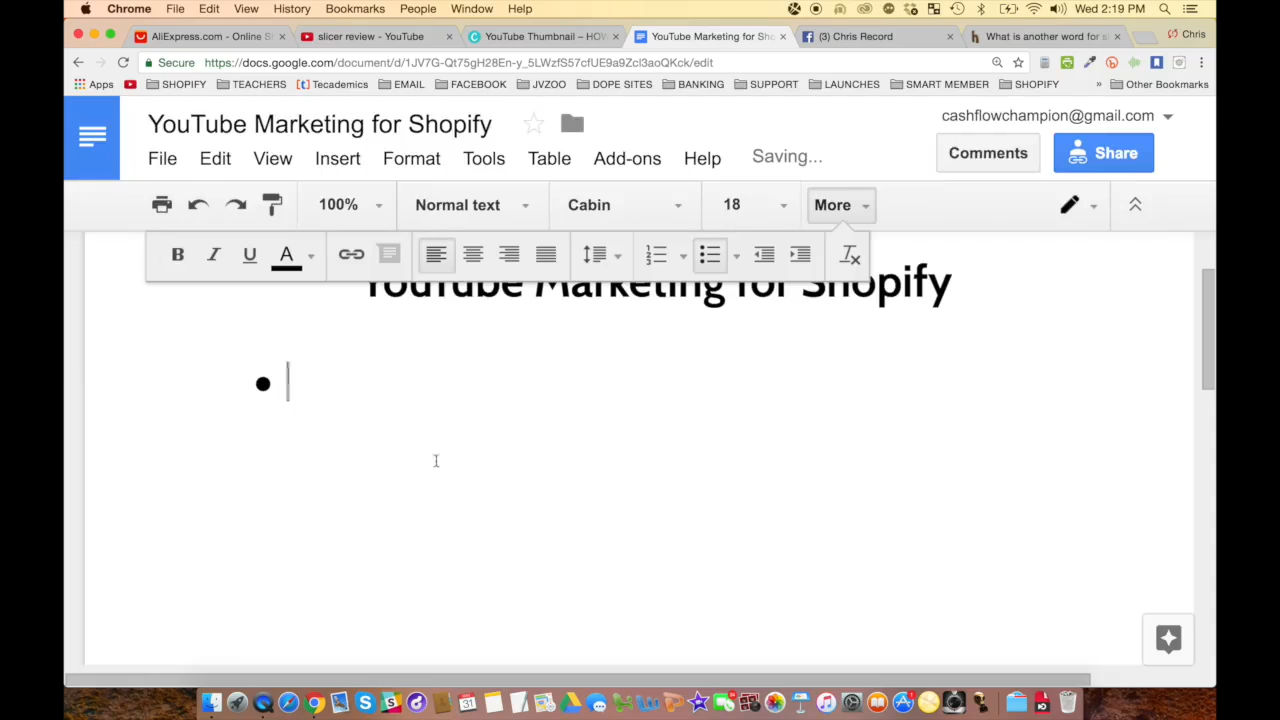 Chrome File Edit View History Bookmarks People Window Help Wed 2:19 PM
AliExpress.com - Online S slicer review - YouTube YouTube Thumbnail – HOW YouTube Marketing for Sho (3) Chris Record What is another word for s Chris
Secure https://docs.google.com/document/d/1JV7G-Qt75gH28En-y_5LWzfS57cfUE9a9Zcl3aoQKck/edit
Apps SHOPIFY TEACHERS Tecademics EMAIL FACEBOOK JVZOO DOPE SITES BANKING SUPPORT LAUNCHES SMART MEMBER SHOPIFY » Other Bookmarks
YouTube Marketing for Shopify cashflowchampion@gmail.com
File Edit View Insert Format Tools Table Add-ons Help Saving... Comments Share
100% Normal text Cabin 18 More
B I U A
YouTube Marketing for Shopify